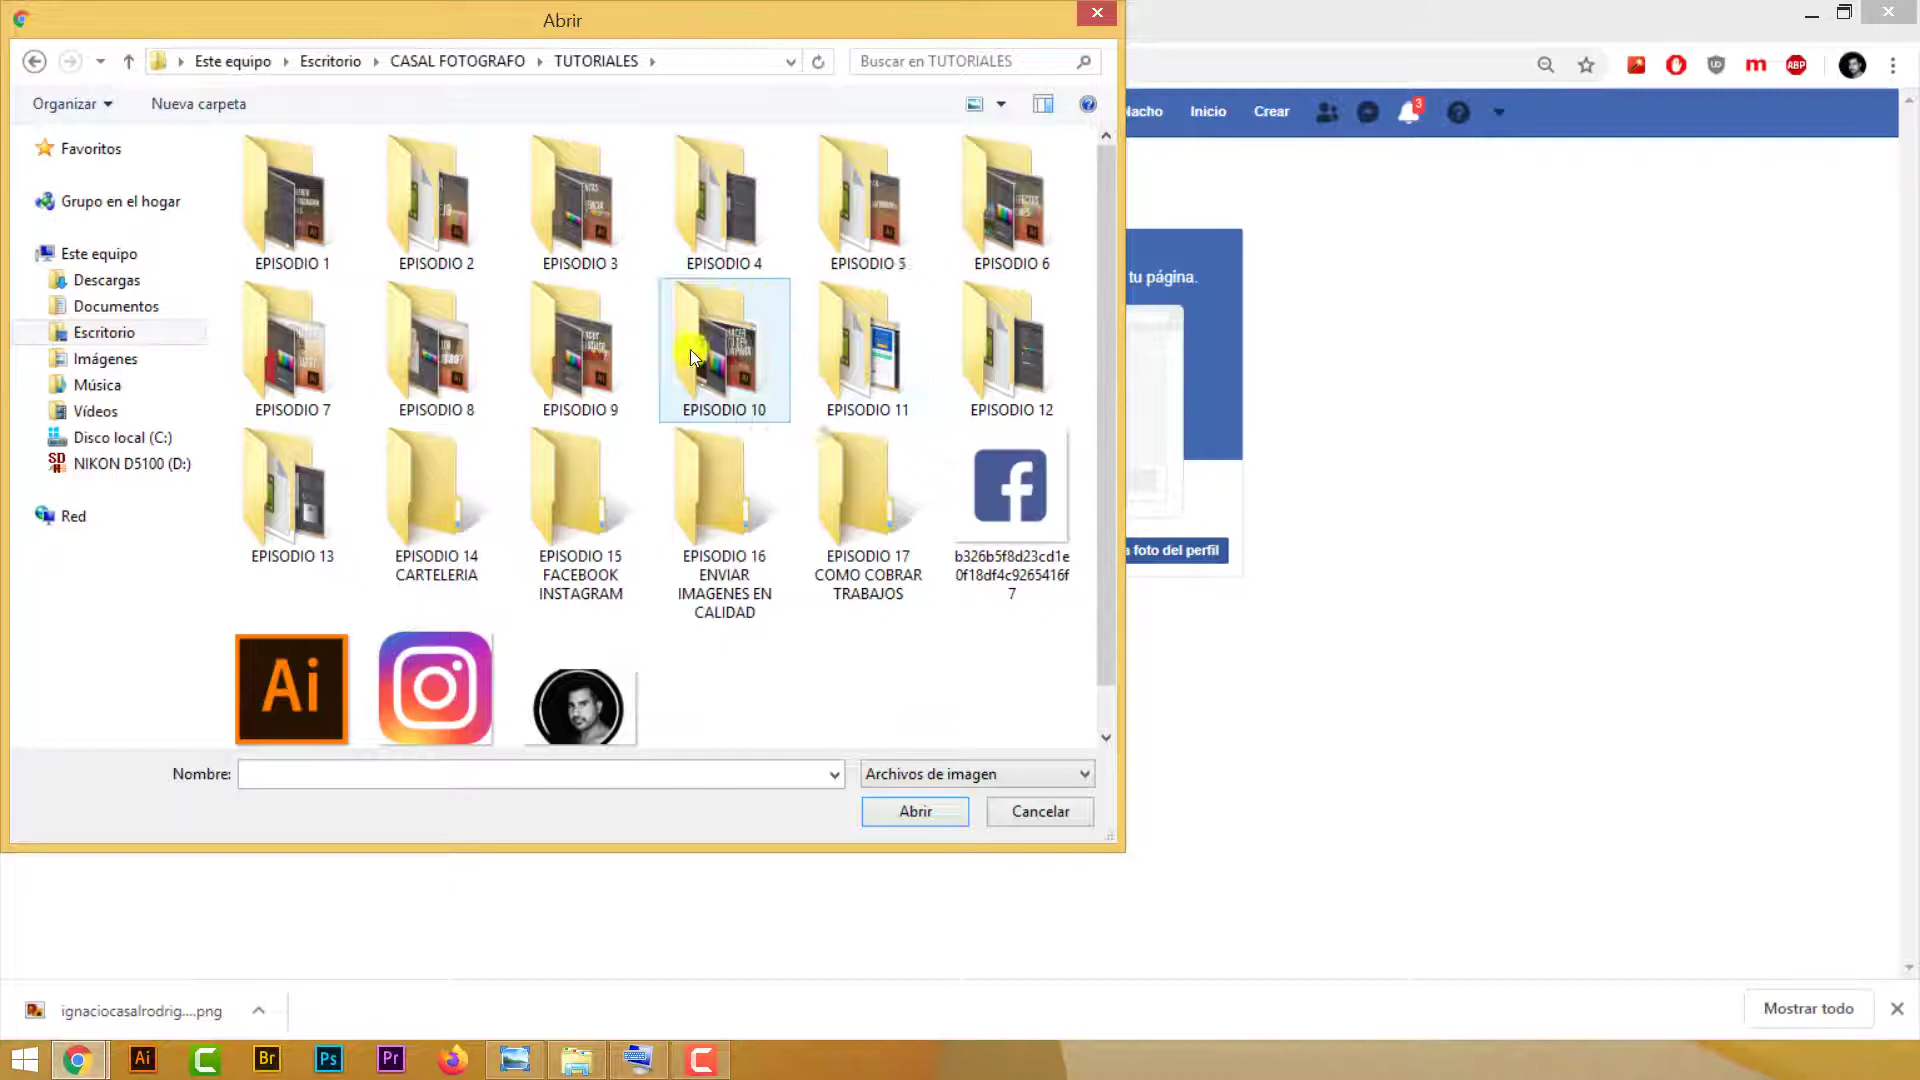 Abrir
Este equipo
Escritorio
CASAL FOTOGRAFO
TUTORIALES
Buscar en TUTORIALES
Organizar
Nueva carpeta
Nacho
Inicio
Crear
3
m
ABP
Favoritos
Grupo en el hogar
Este equipo
Descargas
Documentos
Escritorio
Imágenes
Música
Vídeos
Disco local (C:)
NIKON D5100 (D:)
Red
EPISODIO 1
EPISODIO 2
EPISODIO 3
EPISODIO 4
EPISODIO 5
EPISODIO 6
EPISODIO 7
EPISODIO 8
EPISODIO 9
EPISODIO 10
EPISODIO 11
EPISODIO 12
EPISODIO 13
EPISODIO 14
CARTELERIA
EPISODIO 15
FACEBOOK
INSTAGRAM
EPISODIO 16
ENVIAR
IMAGENES EN
CALIDAD
EPISODIO 17
COMO COBRAR
TRABAJOS
b326b5f8d23cd1e
0f18df4c9265416f
7
Ai
tu página.
a foto del perfil
Nombre:
Archivos de imagen
Abrir
Cancelar
ignaciocasalrodrig....png
Mostrar todo
Ai
Br
Ps
Pr